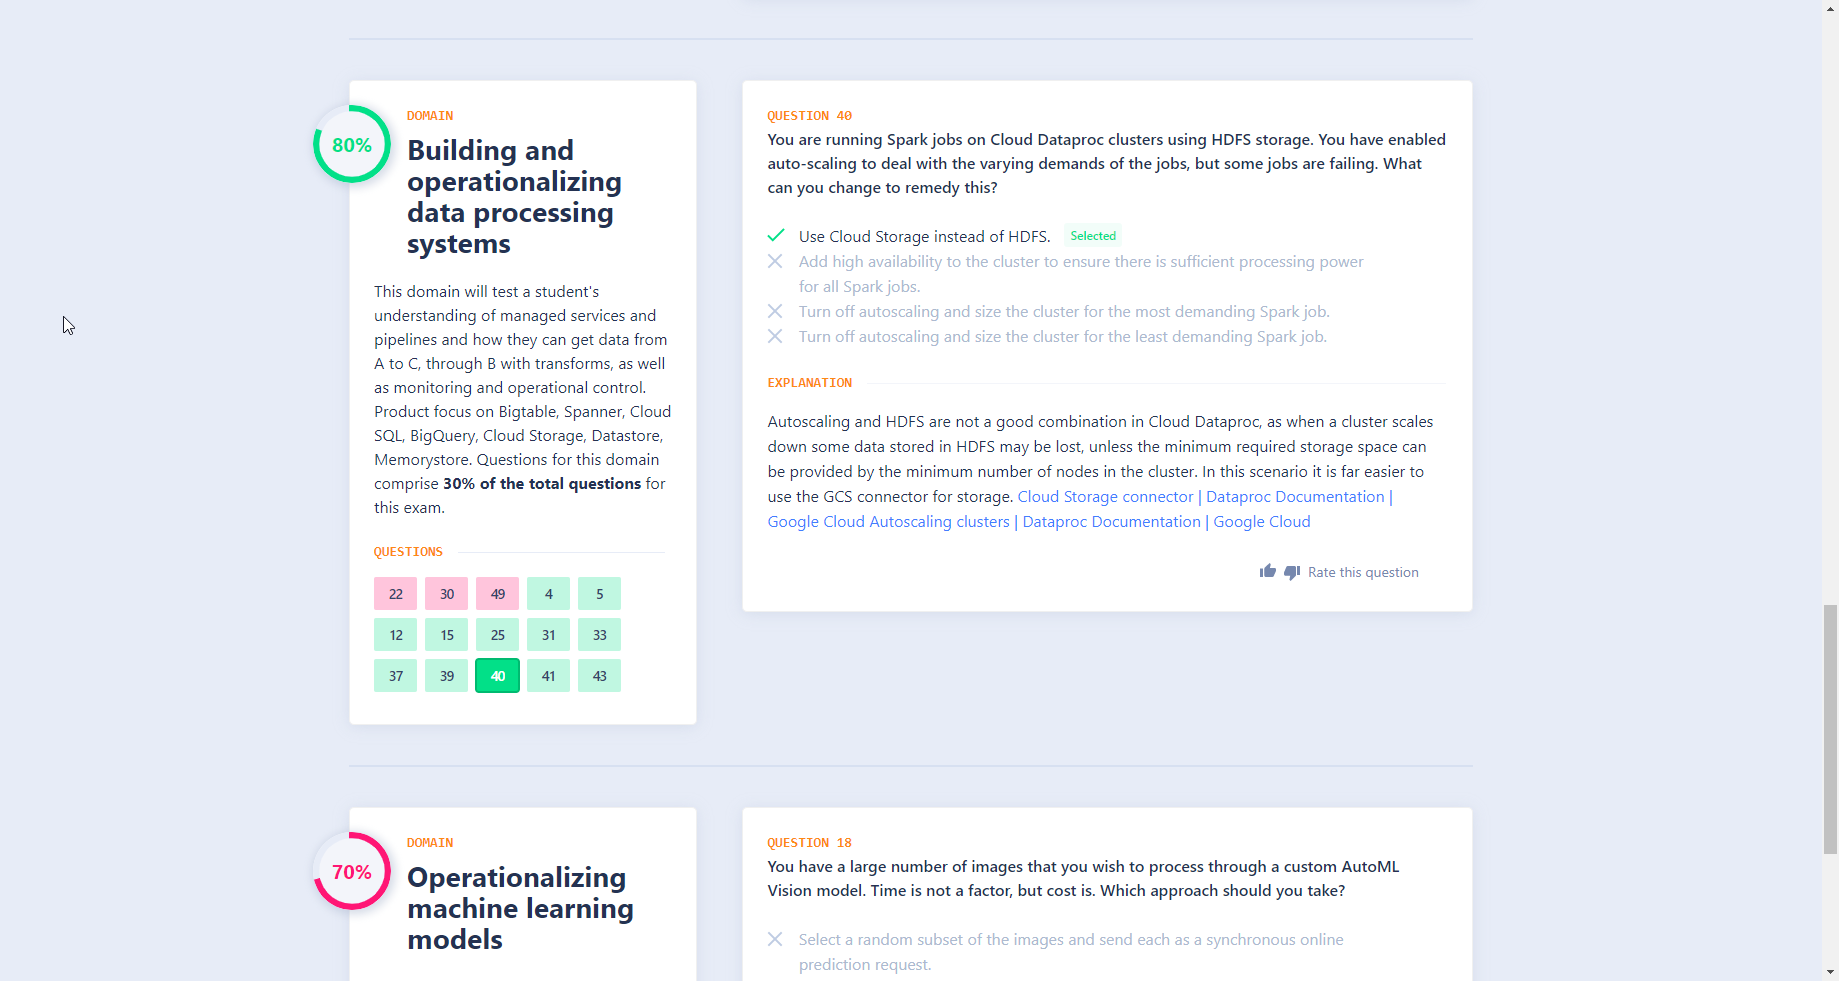 80%
DOMAIN
Building and
operationalizing
data processing
systems
This domain will test a student's
understanding of managed services and
pipelines and how they can get data from
A to C, through B with transforms, as well
as monitoring and operational control.
Product focus on Bigtable, Spanner, Cloud
SQL, BigQuery, Cloud Storage, Datastore,
Memorystore. Questions for this domain
comprise 30% of the total questions for
this exam.
QUESTIONS
22 30 49 4 5
12 15 25 31 33
37 39 40 41 43
QUESTION 40
You are running Spark jobs on Cloud Dataproc clusters using HDFS storage. You have enabled
auto-scaling to deal with the varying demands of the jobs, but some jobs are failing. What
can you change to remedy this?
Use Cloud Storage instead of HDFS. Selected
Add high availability to the cluster to ensure there is sufficient processing power
for all Spark jobs.
Turn off autoscaling and size the cluster for the most demanding Spark job.
Turn off autoscaling and size the cluster for the least demanding Spark job.
EXPLANATION
Autoscaling and HDFS are not a good combination in Cloud Dataproc, as when a cluster scales
down some data stored in HDFS may be lost, unless the minimum required storage space can
be provided by the minimum number of nodes in the cluster. In this scenario it is far easier to
use the GCS connector for storage. Cloud Storage connector | Dataproc Documentation |
Google Cloud Autoscaling clusters | Dataproc Documentation | Google Cloud
Rate this question
70%
DOMAIN
Operationalizing
machine learning
models
QUESTION 18
You have a large number of images that you wish to process through a custom AutoML
Vision model. Time is not a factor, but cost is. Which approach should you take?
Select a random subset of the images and send each as a synchronous online
prediction request.